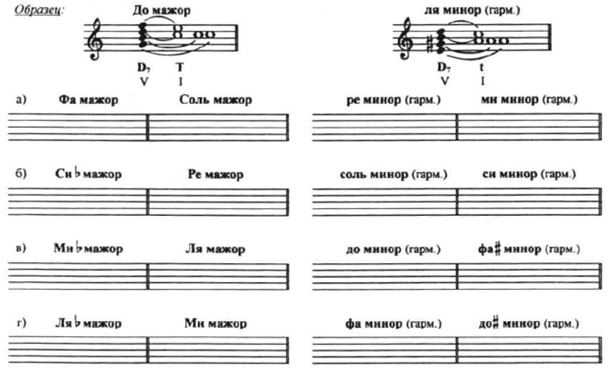 Образец: До мажор ля минор (гарм.)
D7 T D7 t
V I V I
а) Фа мажор Соль мажор ре минор (гарм.) ми минор (гарм.)
б) Си♭мажор Ре мажор соль минор (гарм.) си минор (гарм.)
в) Ми♭мажор Ля мажор до минор (гарм.) фа♯ минор (гарм.)
г) Ля♭мажор Ми мажор фа минор (гарм.) до♯ минор (гарм.)